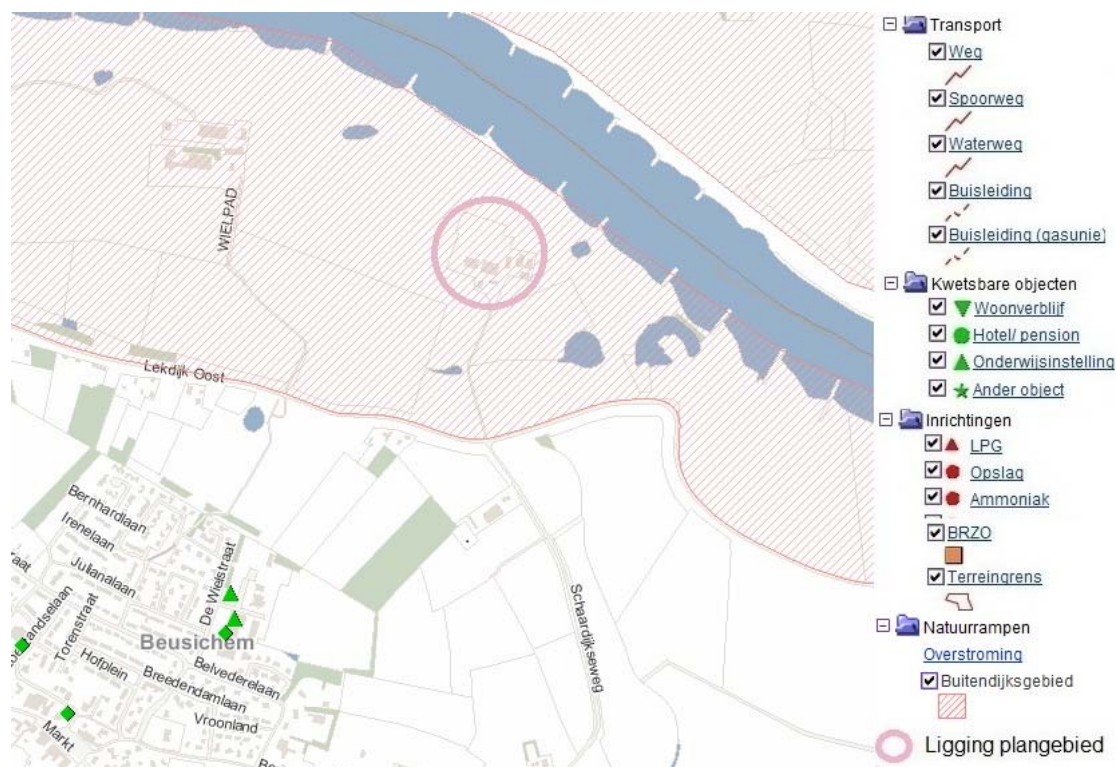 WIELPAD
Lekdijk Oost
Bernhardlaan
Irenelaan
Julianalaan
De Wielstraat
Torenstraat
Beusichem
Hofplein
Belvederelaan
Breedendamlaan
Vroonland
Markt
Schaardijkseweg
Transport
Weg
Spoorweg
Waterweg
Buisleiding
Buisleiding (gasunie)
Kwetsbare objecten
Woonverblijf
Hotel/ pension
Onderwijsinstelling
Ander object
Inrichtingen
LPG
Opslag
Ammoniak
BRZO
Terreingrens
Natuurrampen
Overstroming
Buitendijksgebied
Ligging plangebied